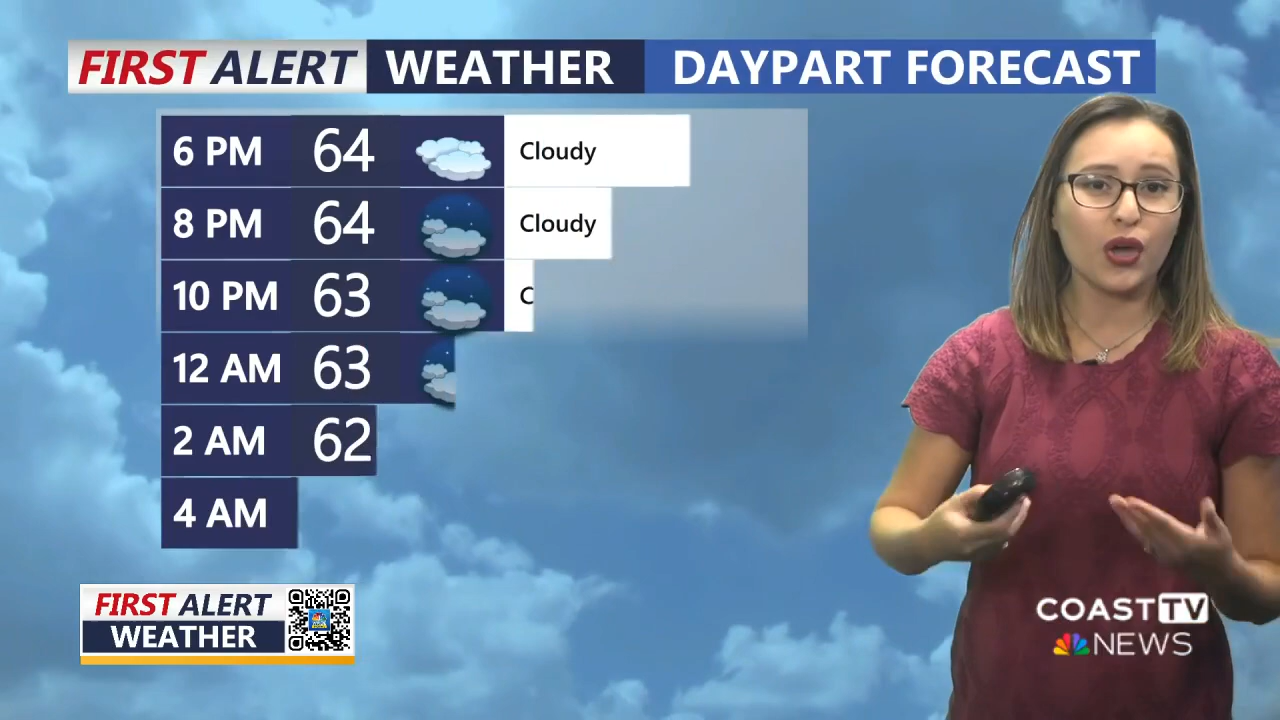 FIRST ALERT WEATHER DAYPART FORECAST
6 PM 64 Cloudy
8 PM 64 Cloudy
10 PM 63 C
12 AM 63
2 AM 62
4 AM
FIRST ALERT
WEATHER
COAST TV
NEWS